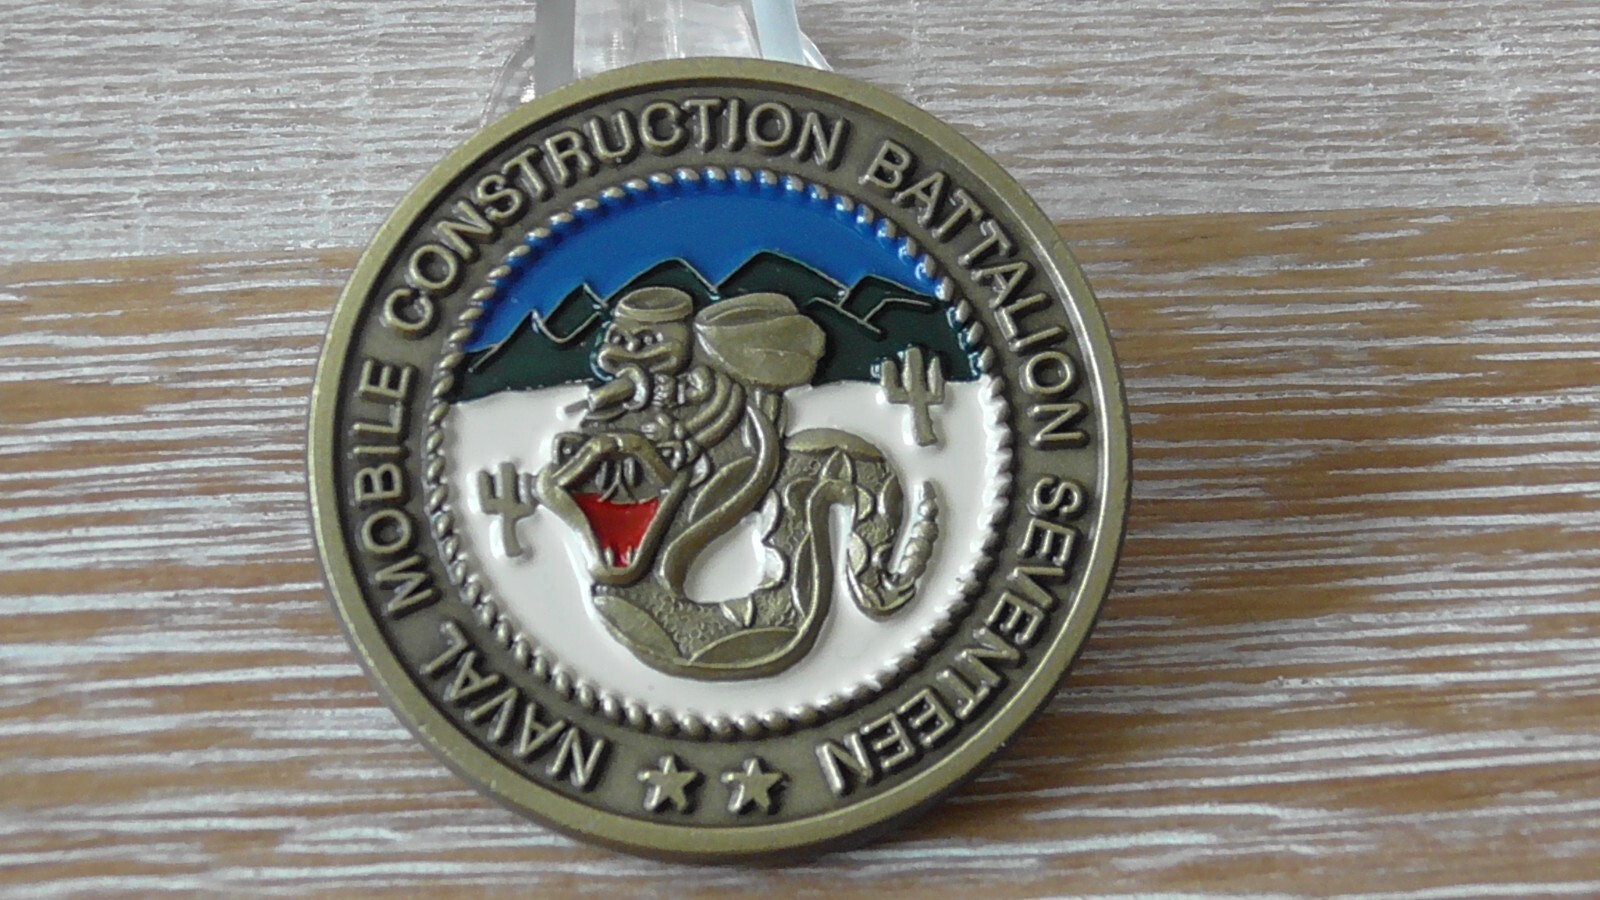 NAVAL MOBILE CONSTRUCTION BATTALION SEVENTEEN